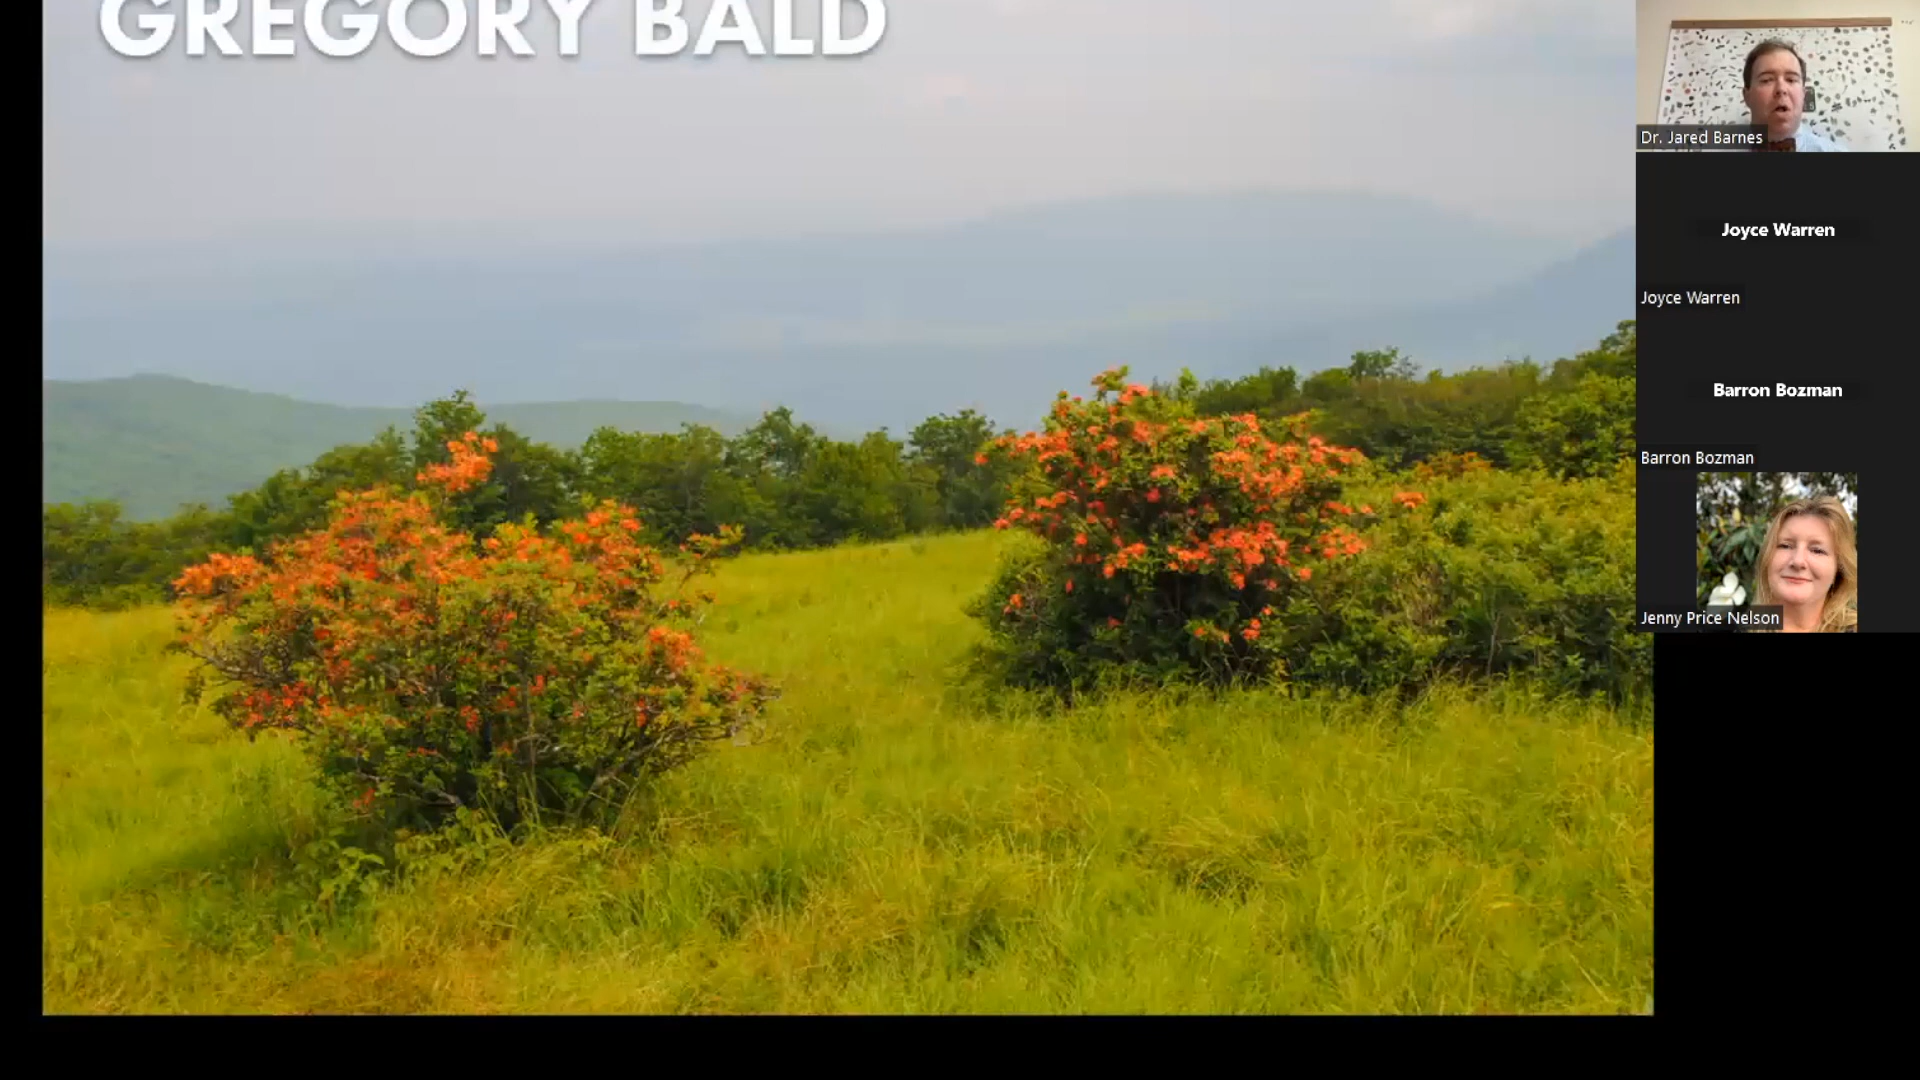 GREGORY BALD
Dr. Jared Barnes
Joyce Warren
Joyce Warren
Barron Bozman
Barron Bozman
Jenny Price Nelson